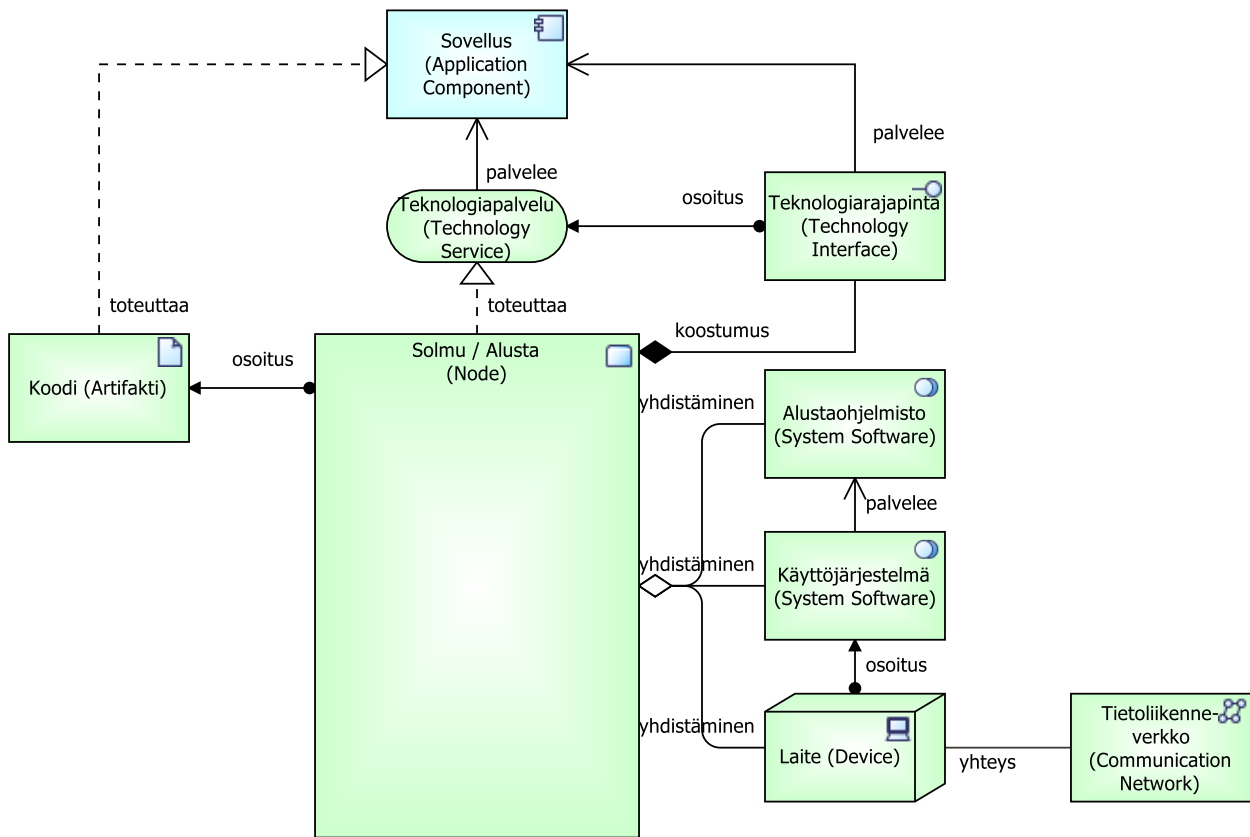 Sovellus
(Application
Component)
palvelee
palvelee
Teknologiapalvelu
(Technology
Service)
osoitus
Teknologiarajapinta
(Technology
Interface)
toteuttaa
toteuttaa
koostumus
Koodi (Artifakti)
osoitus
Solmu / Alusta
(Node)
yhdistäminen
Alustaohjelmisto
(System Software)
palvelee
yhdistäminen
Käyttöjärjestelmä
(System Software)
osoitus
yhdistäminen
Laite (Device)
yhteys
Tietoliikenne-
verkko
(Communication
Network)